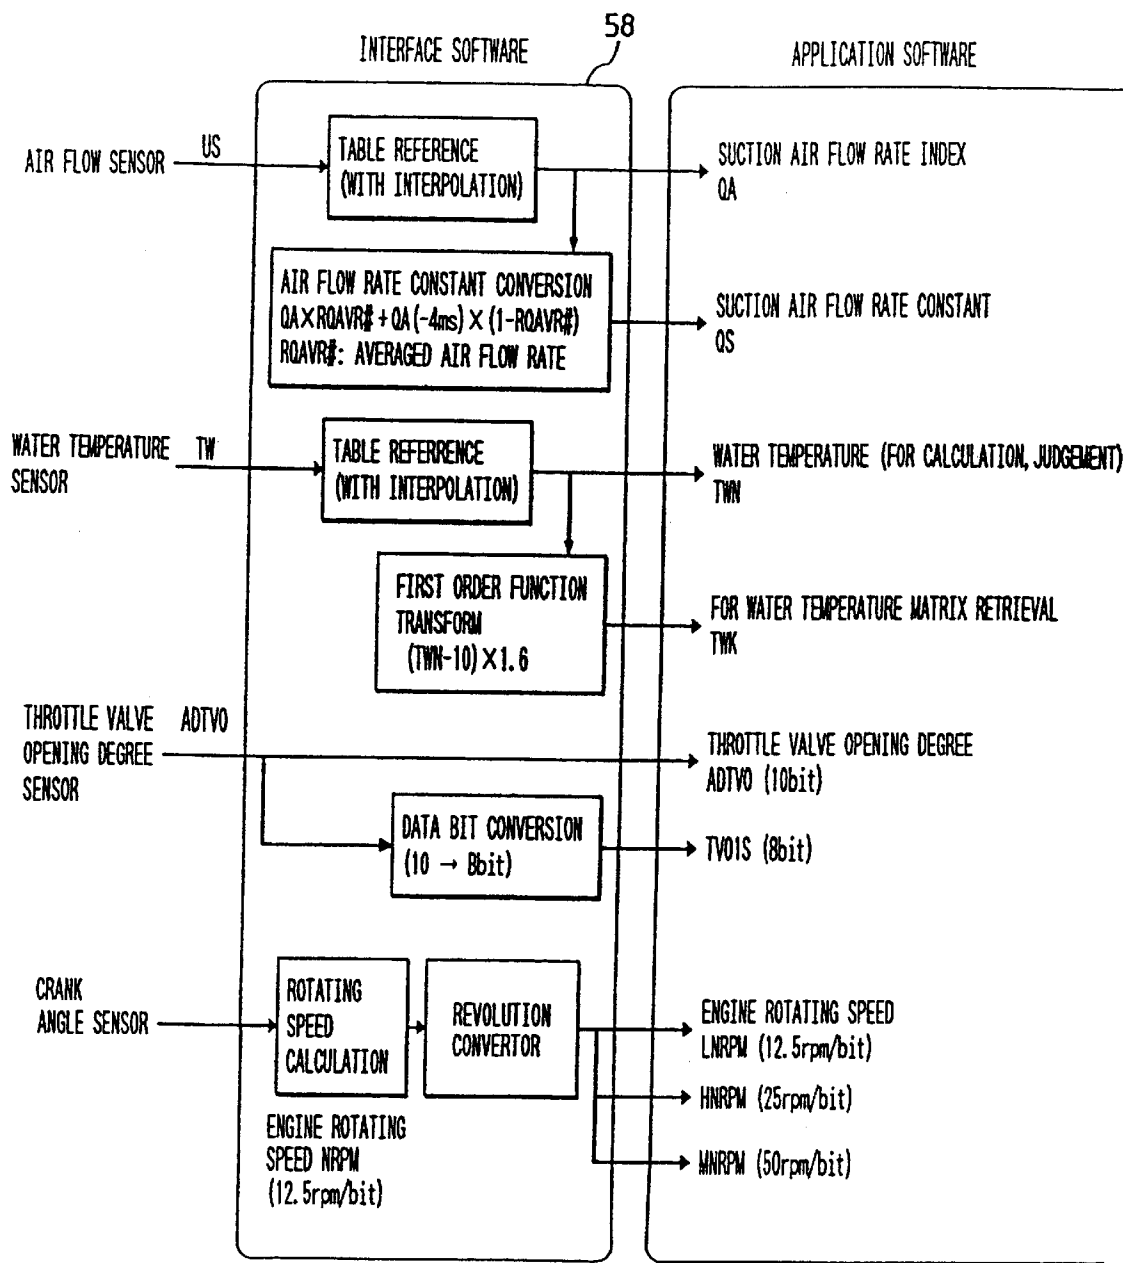 58
INTERFACE SOFTWARE
APPLICATION SOFTWARE
AIR FLOW SENSOR
US
TABLE REFERENCE
(WITH INTERPOLATION)
SUCTION AIR FLOW RATE INDEX
QA
AIR FLOW RATE CONSTANT CONVERSION
QA×RQAVR#+QA(-4ms)×(1-RQAVR#)
RQAVR#: AVERAGED AIR FLOW RATE
SUCTION AIR FLOW RATE CONSTANT
QS
WATER TEMPERATURE
SENSOR
TW
TABLE REFERRENCE
(WITH INTERPOLATION)
WATER TEMPERATURE (FOR CALCULATION, JUDGEMENT)
TWN
FIRST ORDER FUNCTION
TRANSFORM
(TWN-10)×1.6
FOR WATER TEMPERATURE MATRIX RETRIEVAL
TWK
THROTTLE VALVE
OPENING DEGREE
SENSOR
ADTVO
THROTTLE VALVE OPENING DEGREE
ADTVO (10bit)
DATA BIT CONVERSION
(10 → 8bit)
TVO1S (8bit)
CRANK
ANGLE SENSOR
ROTATING
SPEED
CALCULATION
REVOLUTION
CONVERTOR
ENGINE ROTATING SPEED
LNRPM (12.5rpm/bit)
HNRPM (25rpm/bit)
MNRPM (50rpm/bit)
ENGINE ROTATING
SPEED NRPM
(12.5rpm/bit)